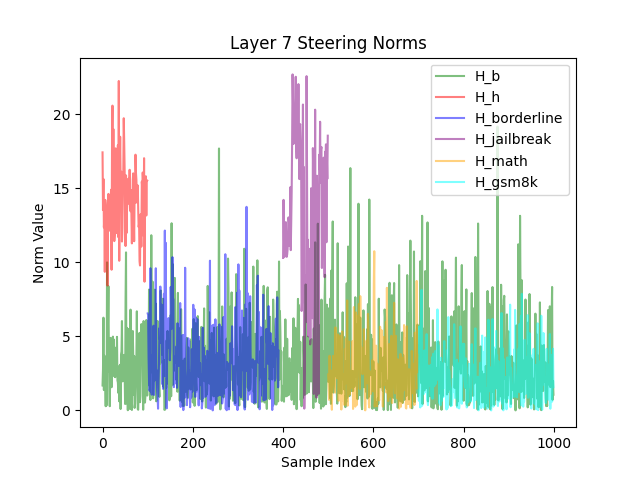 Layer 7 Steering Norms
Norm Value
20
15
10
5
0
H_b
H_h
H_borderline
H_jailbreak
H_math
H_gsm8k
0 200 400 600 800 1000
Sample Index